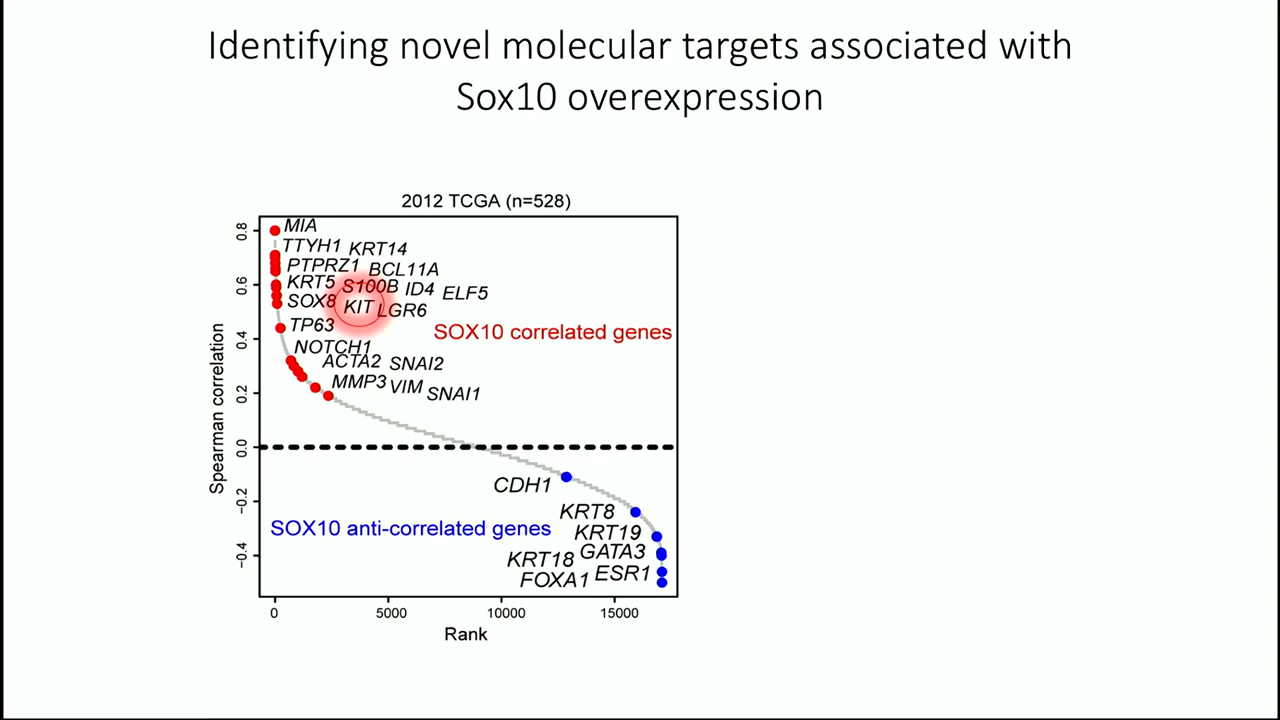 Identifying novel molecular targets associated with
Sox10 overexpression
2012 TCGA (n=528)
Spearman correlation
0.8
0.6
0.4
0.2
0.0
−0.2
−0.4
MIA
TTYH1 KRT14
PTPRZ1 BCL11A
KRT5 S100B ID4 ELF5
SOX8 KIT LGR6
TP63
SOX10 correlated genes
NOTCH1
ACTA2 SNAI2
MMP3 VIM SNAI1
CDH1
KRT8
SOX10 anti-correlated genes
KRT19
KRT18 GATA3
FOXA1 ESR1
0 5000 10000 15000
Rank